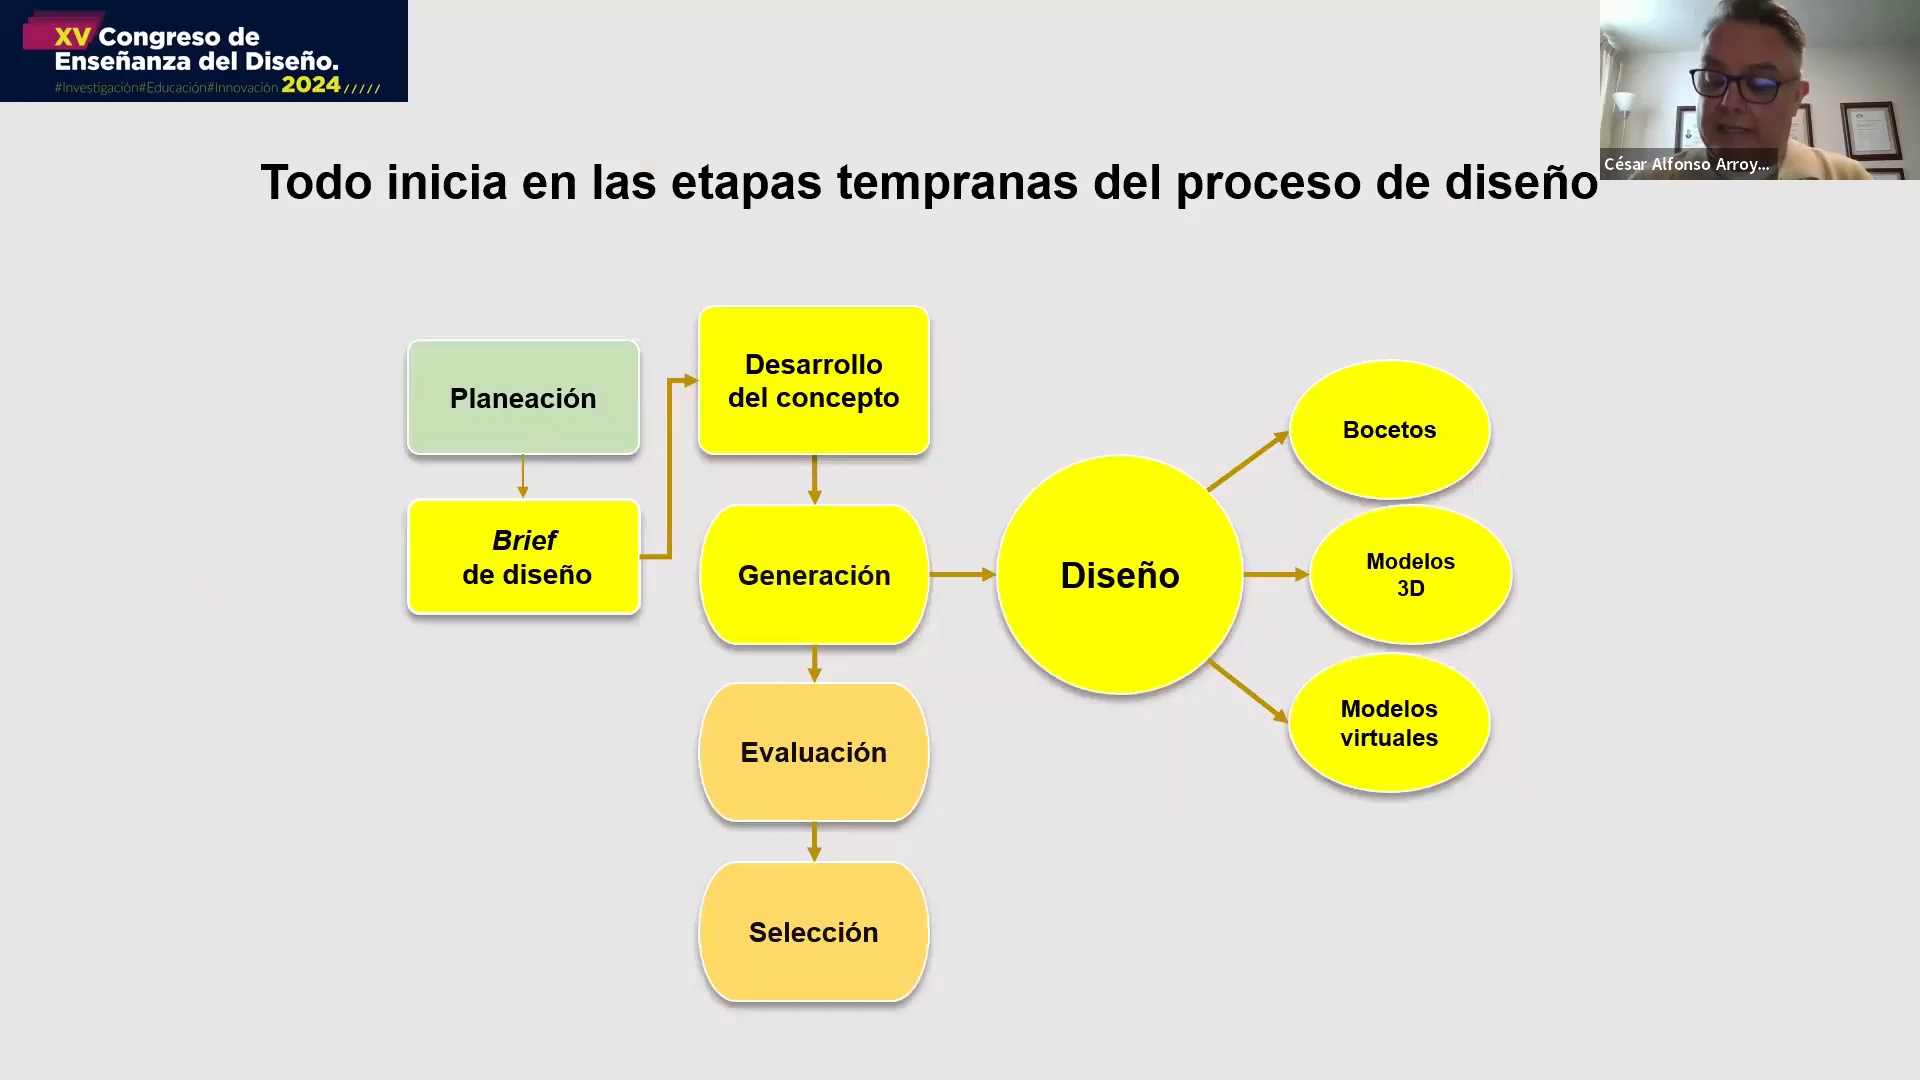 XV Congreso de
Enseñanza del Diseño.
#Investigación#Educación#Innovación 2024/////
César Alfonso Arroy...
Todo inicia en las etapas tempranas del proceso de diseño
Planeación
Brief
de diseño
Desarrollo
del concepto
Generación
Evaluación
Selección
Diseño
Bocetos
Modelos
3D
Modelos
virtuales